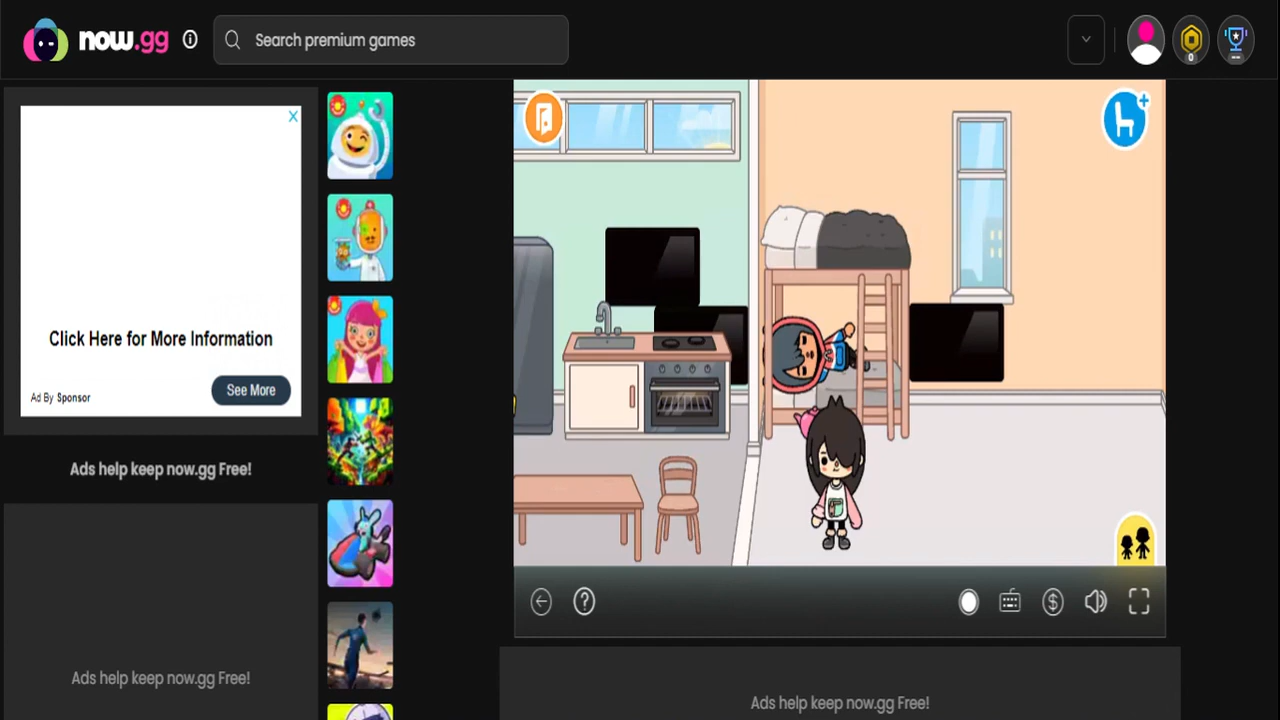 now.gg
Search premium games
0
Click Here for More Information
See More
Ad By Sponsor
Ads help keep now.gg Free!
Ads help keep now.gg Free!
Ads help keep now.gg Free!